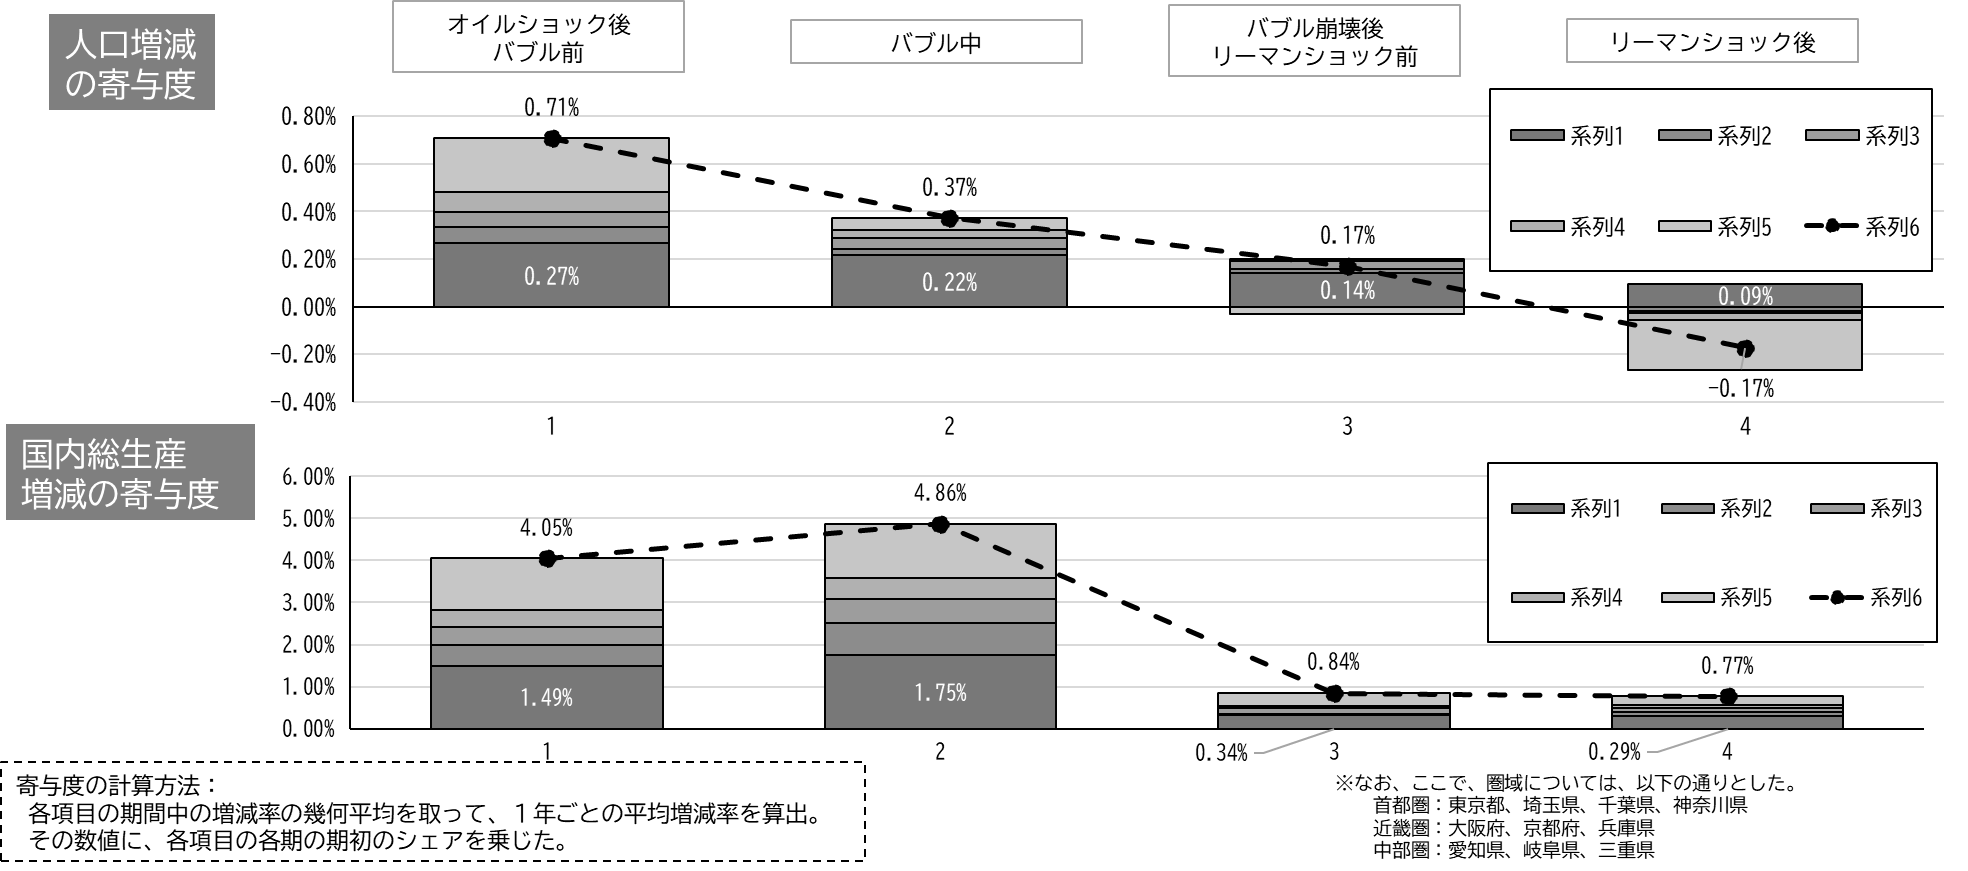 人口増減
の寄与度
オイルショック後
バブル前
バブル中
バブル崩壊後
リーマンショック前
リーマンショック後
0.80%
0.60%
0.40%
0.20%
0.00%
-0.20%
-0.40%
0.71%
0.37%
0.17%
-0.17%
0.27%
0.22%
0.14%
0.09%
1
2
3
4
系列1
系列2
系列3
系列4
系列5
系列6
国内総生産
増減の寄与度
6.00%
5.00%
4.00%
3.00%
2.00%
1.00%
0.00%
4.05%
4.86%
0.84%
0.77%
1.49%
1.75%
0.34%
0.29%
1
2
3
4
系列1
系列2
系列3
系列4
系列5
系列6
寄与度の計算方法：
各項目の期間中の増減率の幾何平均を取って、１年ごとの平均増減率を算出。
その数値に、各項目の各期の期初のシェアを乗じた。
※なお、ここで、圏域については、以下の通りとした。
首都圏：東京都、埼玉県、千葉県、神奈川県
近畿圏：大阪府、京都府、兵庫県
中部圏：愛知県、岐阜県、三重県